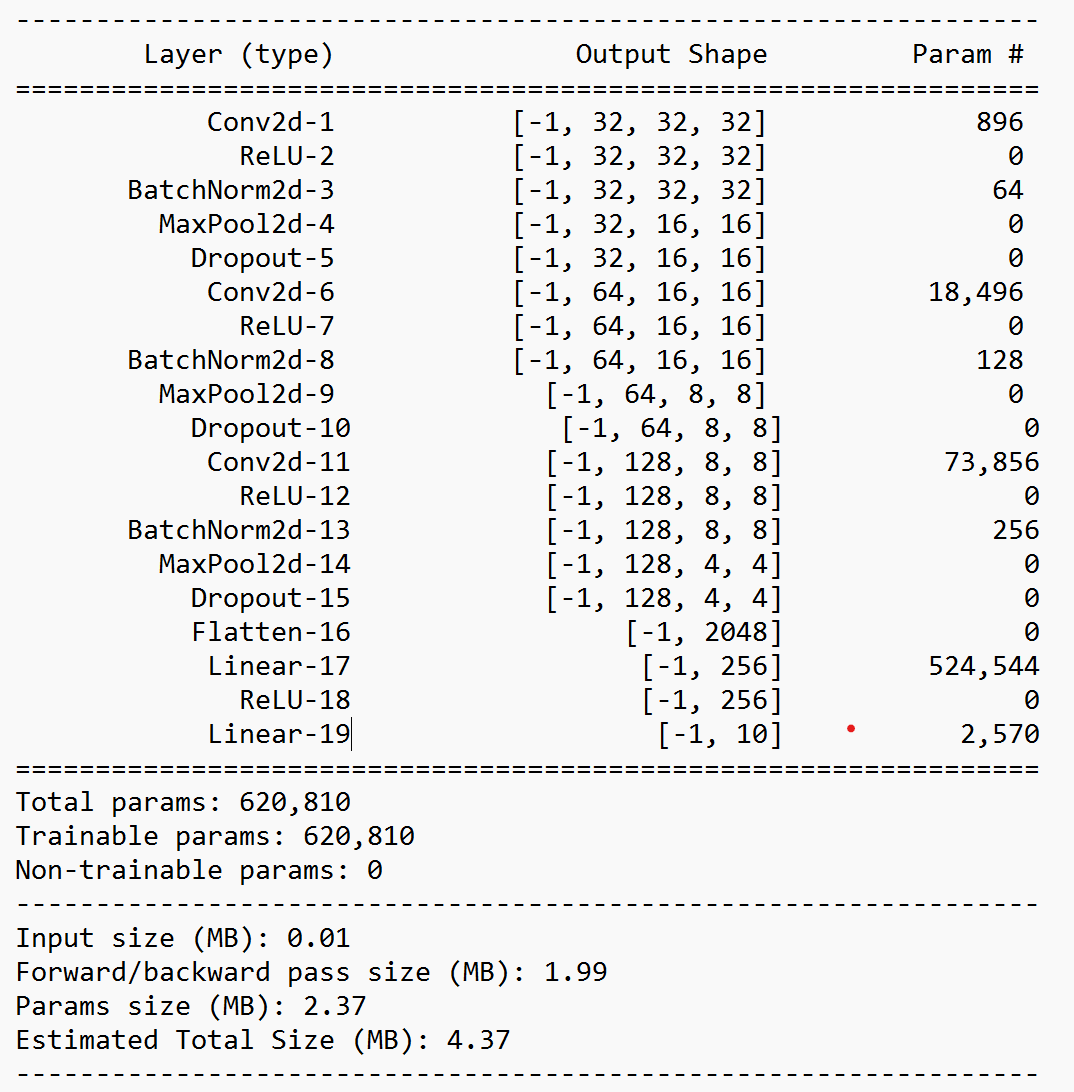 ----------------------------------------------------------------
        Layer (type)               Output Shape         Param #
================================================================
            Conv2d-1           [-1, 32, 32, 32]             896
              ReLU-2           [-1, 32, 32, 32]               0
       BatchNorm2d-3           [-1, 32, 32, 32]              64
         MaxPool2d-4           [-1, 32, 16, 16]               0
           Dropout-5           [-1, 32, 16, 16]               0
            Conv2d-6           [-1, 64, 16, 16]          18,496
              ReLU-7           [-1, 64, 16, 16]               0
       BatchNorm2d-8           [-1, 64, 16, 16]             128
         MaxPool2d-9             [-1, 64, 8, 8]               0
           Dropout-10             [-1, 64, 8, 8]               0
            Conv2d-11            [-1, 128, 8, 8]          73,856
              ReLU-12            [-1, 128, 8, 8]               0
       BatchNorm2d-13            [-1, 128, 8, 8]             256
         MaxPool2d-14            [-1, 128, 4, 4]               0
           Dropout-15            [-1, 128, 4, 4]               0
           Flatten-16                 [-1, 2048]               0
            Linear-17                  [-1, 256]         524,544
              ReLU-18                  [-1, 256]               0
            Linear-19                   [-1, 10]           2,570
================================================================
Total params: 620,810
Trainable params: 620,810
Non-trainable params: 0
----------------------------------------------------------------
Input size (MB): 0.01
Forward/backward pass size (MB): 1.99
Params size (MB): 2.37
Estimated Total Size (MB): 4.37
----------------------------------------------------------------